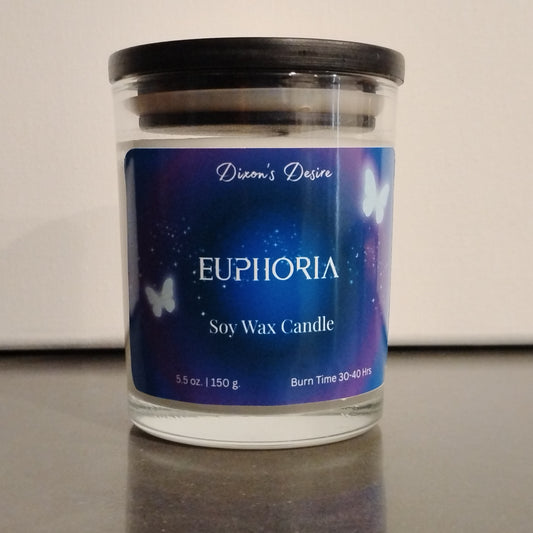 Dixon's Desire
EUPHORIA
Soy Wax Candle
5.5 oz. | 150 g. Burn Time 30-40 Hrs